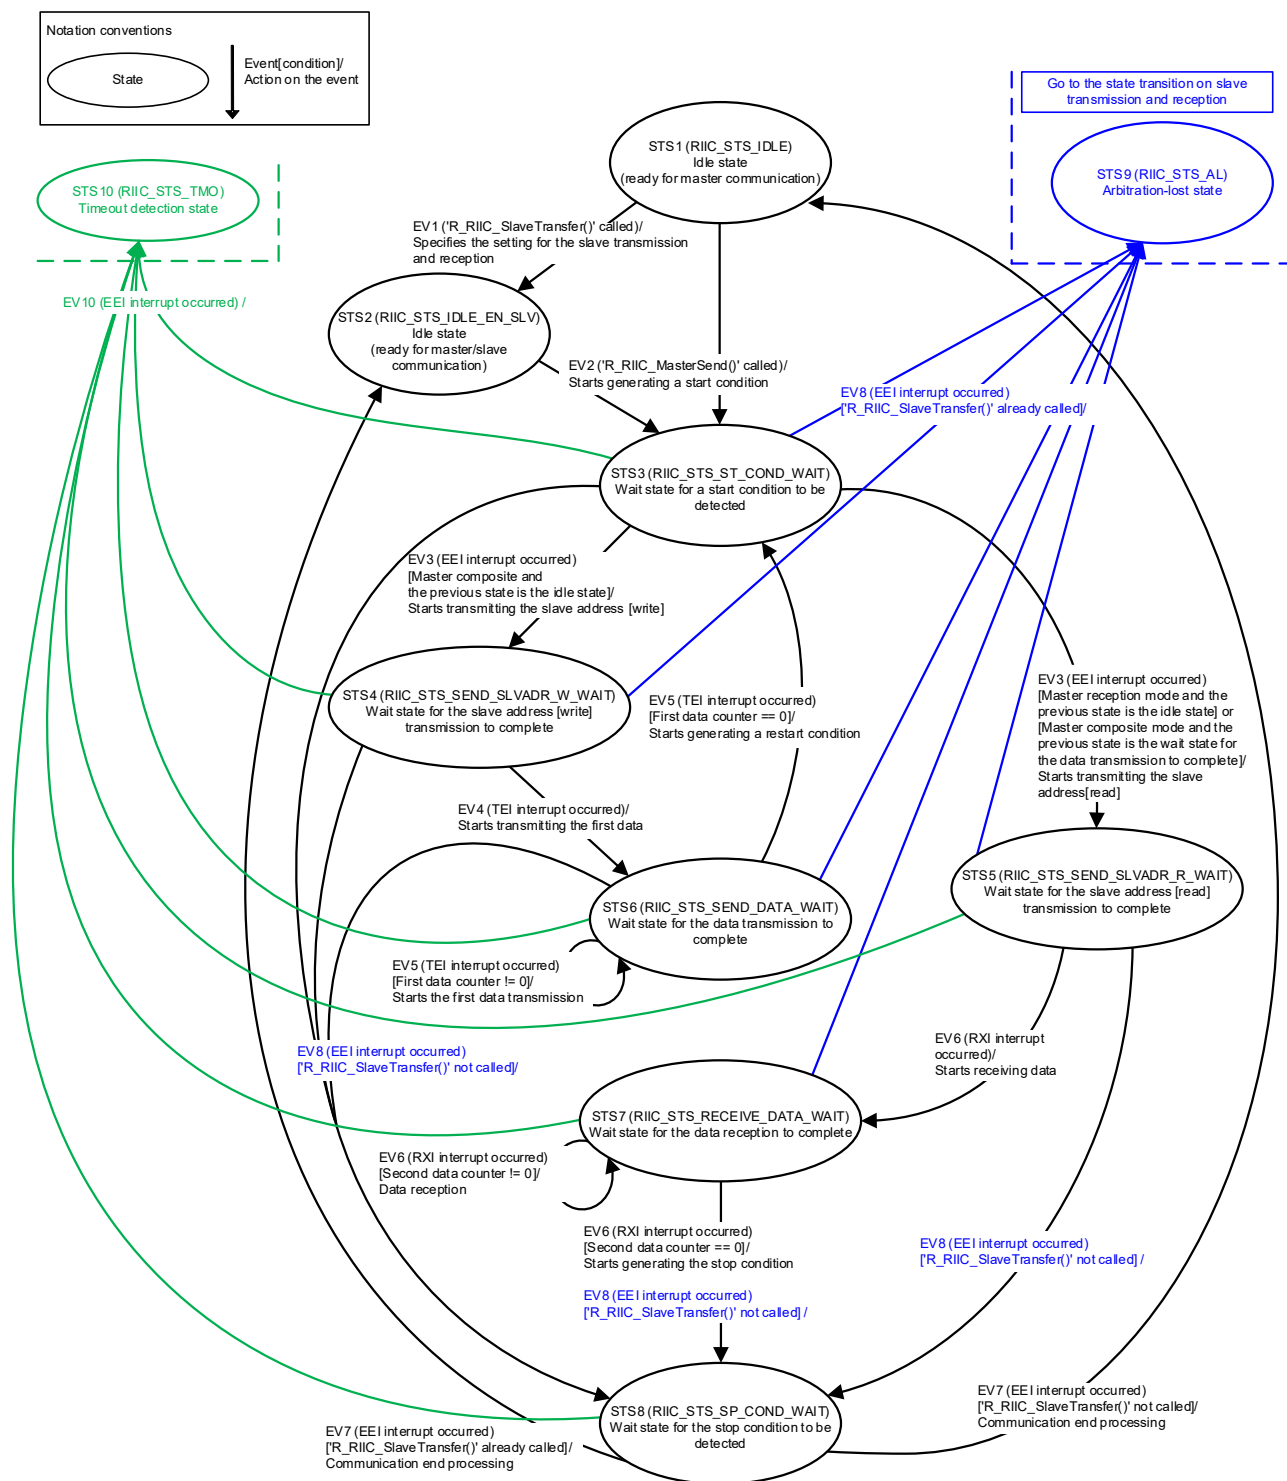 Notation conventions
State
Event[condition]/
Action on the event
Go to the state transition on slave
transmission and reception
STS1 (RIIC_STS_IDLE)
Idle state
(ready for master communication)
STS9 (RIIC_STS_AL)
Arbitration-lost state
STS10 (RIIC_STS_TMO)
Timeout detection state
EV1 ('R_RIIC_SlaveTransfer()' called)/
Specifies the setting for the slave transmission
and reception
EV10 (EEI interrupt occurred) /
STS2 (RIIC_STS_IDLE_EN_SLV)
Idle state
(ready for master/slave
communication)
EV2 ('R_RIIC_MasterSend()' called)/
Starts generating a start condition
EV8 (EEI interrupt occurred)
['R_RIIC_SlaveTransfer()' already called]/
STS3 (RIIC_STS_ST_COND_WAIT)
Wait state for a start condition to be
detected
EV3 (EEI interrupt occurred)
[Master composite and
the previous state is the idle state]/
Starts transmitting the slave address [write]
STS4 (RIIC_STS_SEND_SLVADR_W_WAIT)
Wait state for the slave address [write]
transmission to complete
EV5 (TEI interrupt occurred)
[First data counter == 0]/
Starts generating a restart condition
EV3 (EEI interrupt occurred)
[Master reception mode and the
previous state is the idle state] or
[Master composite mode and the
previous state is the wait state for
the data transmission to complete]/
Starts transmitting the slave
address[read]
EV4 (TEI interrupt occurred)/
Starts transmitting the first data
STS5 (RIIC_STS_SEND_SLVADR_R_WAIT)
Wait state for the slave address [read]
transmission to complete
STS6 (RIIC_STS_SEND_DATA_WAIT)
Wait state for the data transmission to
complete
EV5 (TEI interrupt occurred)
[First data counter != 0]/
Starts the first data transmission
EV8 (EEI interrupt occurred)
['R_RIIC_SlaveTransfer()' not called]/
EV6 (RXI interrupt
occurred)/
Starts receiving data
STS7 (RIIC_STS_RECEIVE_DATA_WAIT)
Wait state for the data reception to complete
EV6 (RXI interrupt occurred)
[Second data counter != 0]/
Data reception
EV6 (RXI interrupt occurred)
[Second data counter == 0]/
Starts generating the stop condition
EV8 (EEI interrupt occurred)
['R_RIIC_SlaveTransfer()' not called] /
EV8 (EEI interrupt occurred)
['R_RIIC_SlaveTransfer()' not called] /
STS8 (RIIC_STS_SP_COND_WAIT)
Wait state for the stop condition to be
detected
EV7 (EEI interrupt occurred)
['R_RIIC_SlaveTransfer()' not called]/
Communication end processing
EV7 (EEI interrupt occurred)
['R_RIIC_SlaveTransfer()' already called]/
Communication end processing